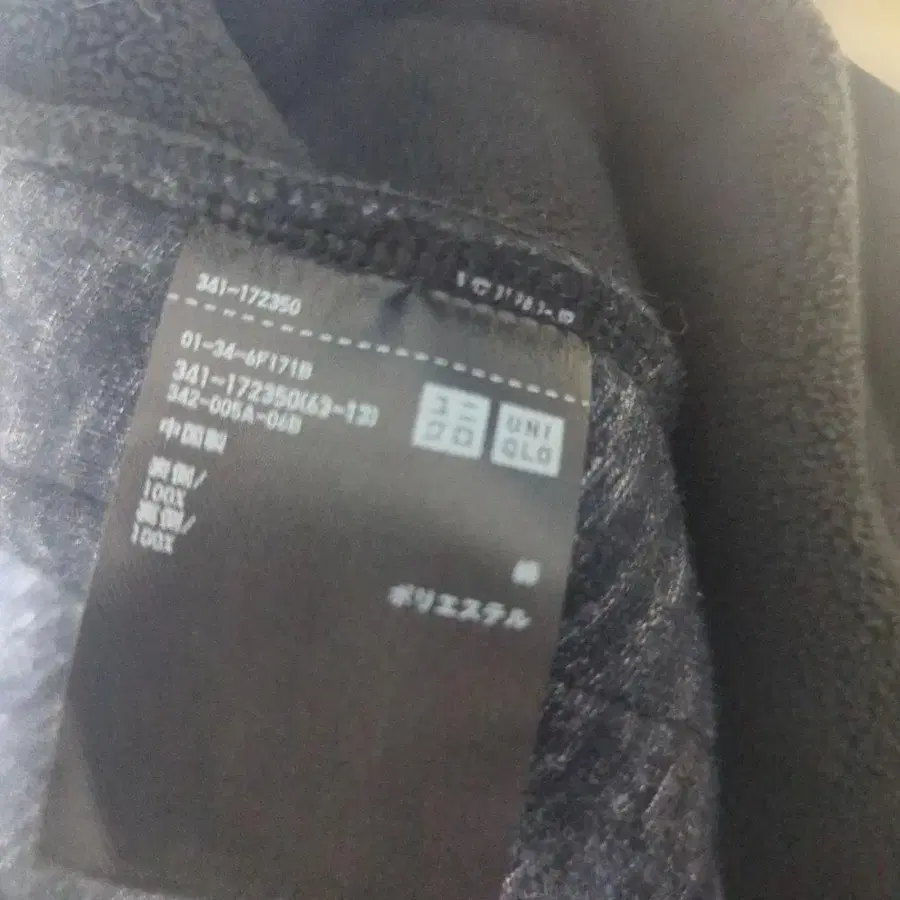 341-172350
01-34-6F171B
341-172350(63-12)
342-005A-06B
ユニ
クロ
UNI
QLO
中国製
100%
100%
綿
ポリエステル